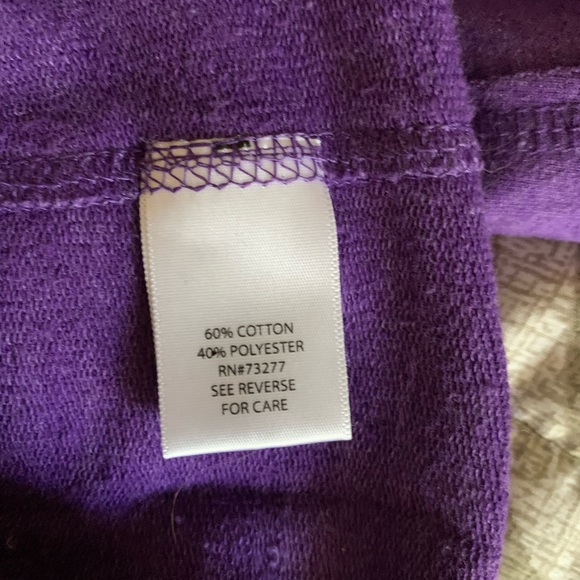 60% COTTON
40% POLYESTER
RN#73277
SEE REVERSE
FOR CARE